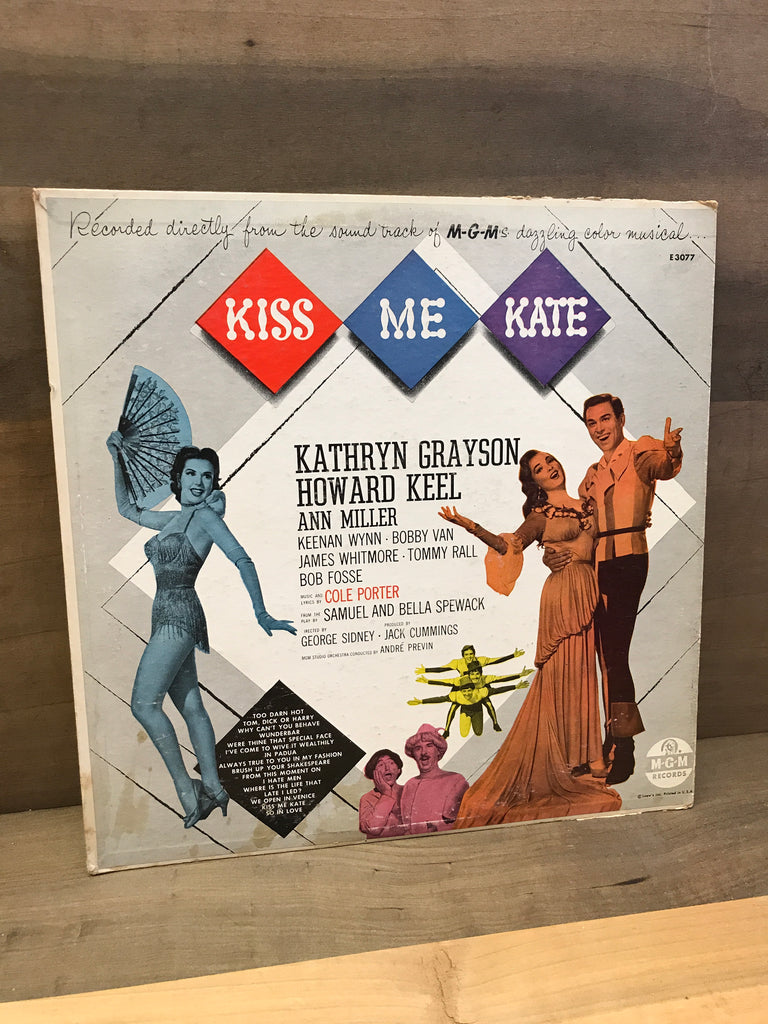 Recorded directly from the sound track of M-G-M's dazzling color musical...
E3077
KISS ME KATE
KATHRYN GRAYSON
HOWARD KEEL
ANN MILLER
KEENAN WYNN · BOBBY VAN
JAMES WHITMORE · TOMMY RALL
BOB FOSSE
MUSIC AND LYRICS BY COLE PORTER
FROM THE PLAY BY SAMUEL AND BELLA SPEWACK
DIRECTED BY GEORGE SIDNEY · PRODUCED BY JACK CUMMINGS
MGM STUDIO ORCHESTRA CONDUCTED BY ANDRÉ PREVIN
TOO DARN HOT
TOM, DICK OR HARRY
WHY CAN'T YOU BEHAVE
WUNDERBAR
WERE THINE THAT SPECIAL FACE
I'VE COME TO WIVE IT WEALTHILY
IN PADUA
ALWAYS TRUE TO YOU IN MY FASHION
BRUSH UP YOUR SHAKESPEARE
FROM THIS MOMENT ON
I HATE MEN
WHERE IS THE LIFE THAT
LATE I LED?
WE OPEN IN VENICE
KISS ME KATE
SO IN LOVE
M-G-M
RECORDS
© Loew's Inc. Printed in U.S.A.